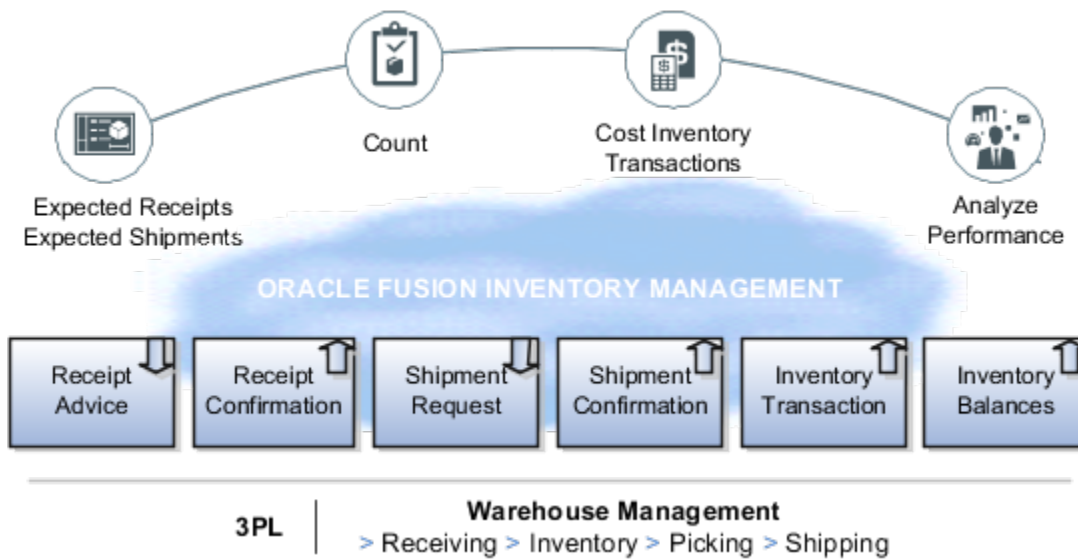 Count
Cost Inventory
Transactions
Expected Receipts
Expected Shipments
Analyze
Performance
ORACLE FUSION INVENTORY MANAGEMENT
Receipt
Advice
Receipt
Confirmation
Shipment
Request
Shipment
Confirmation
Inventory
Transaction
Inventory
Balances
3PL
Warehouse Management
> Receiving > Inventory > Picking > Shipping